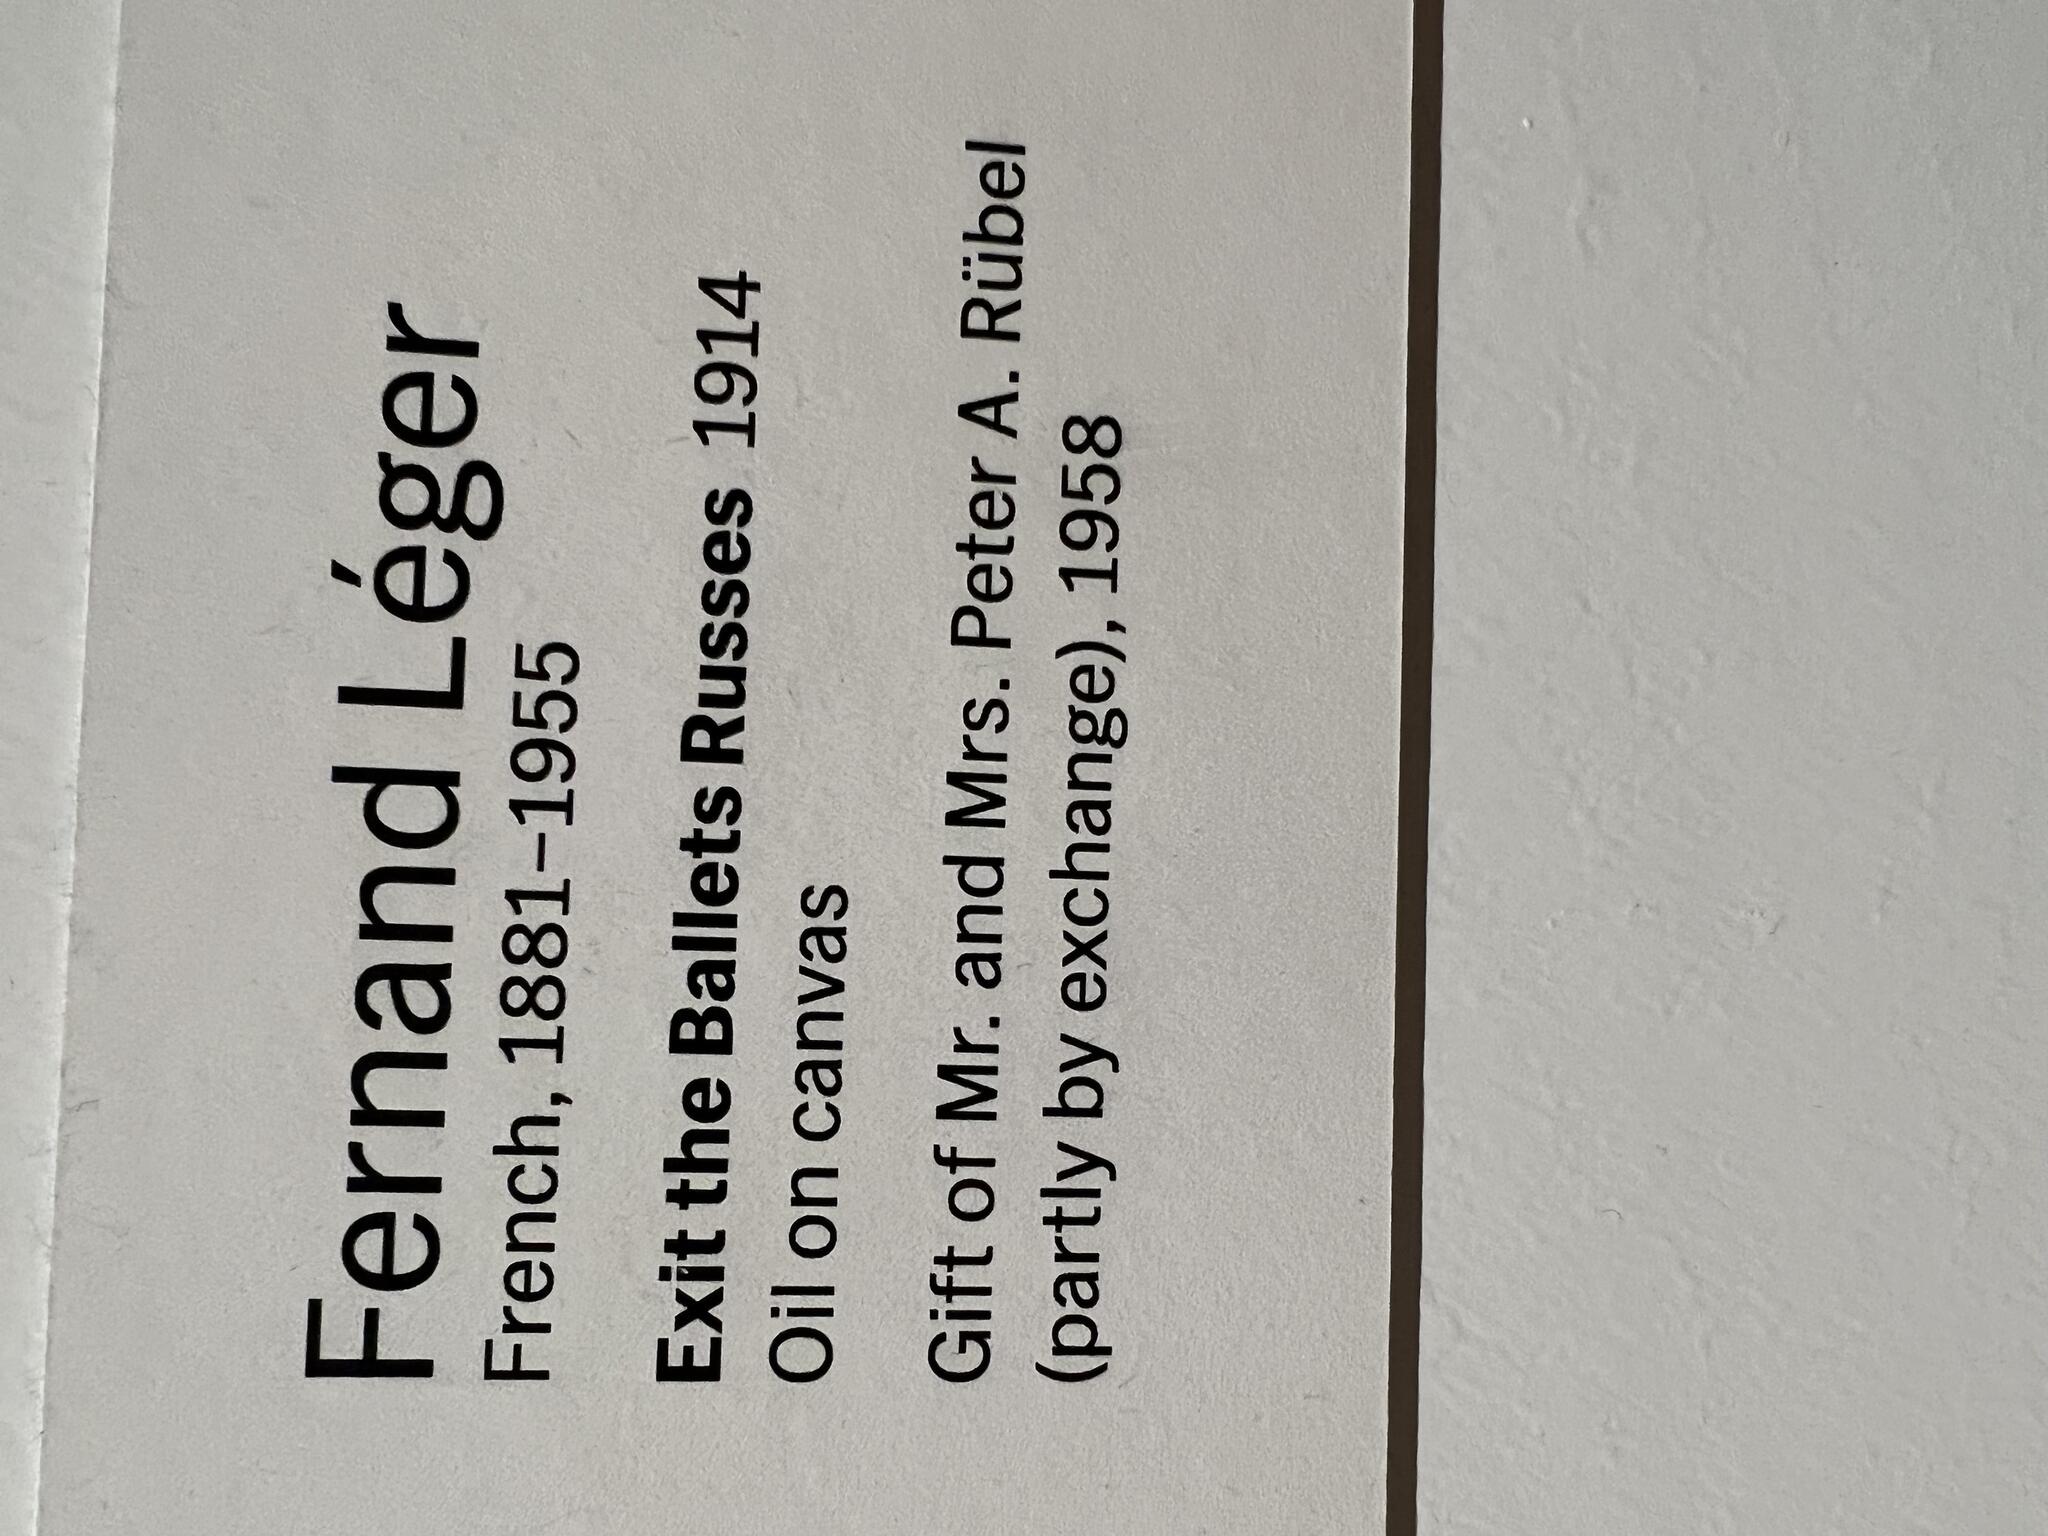 Fernand Léger
French, 1881–1955
Exit the Ballets Russes 1914
Oil on canvas
Gift of Mr. and Mrs. Peter A. Rübel
(partly by exchange), 1958